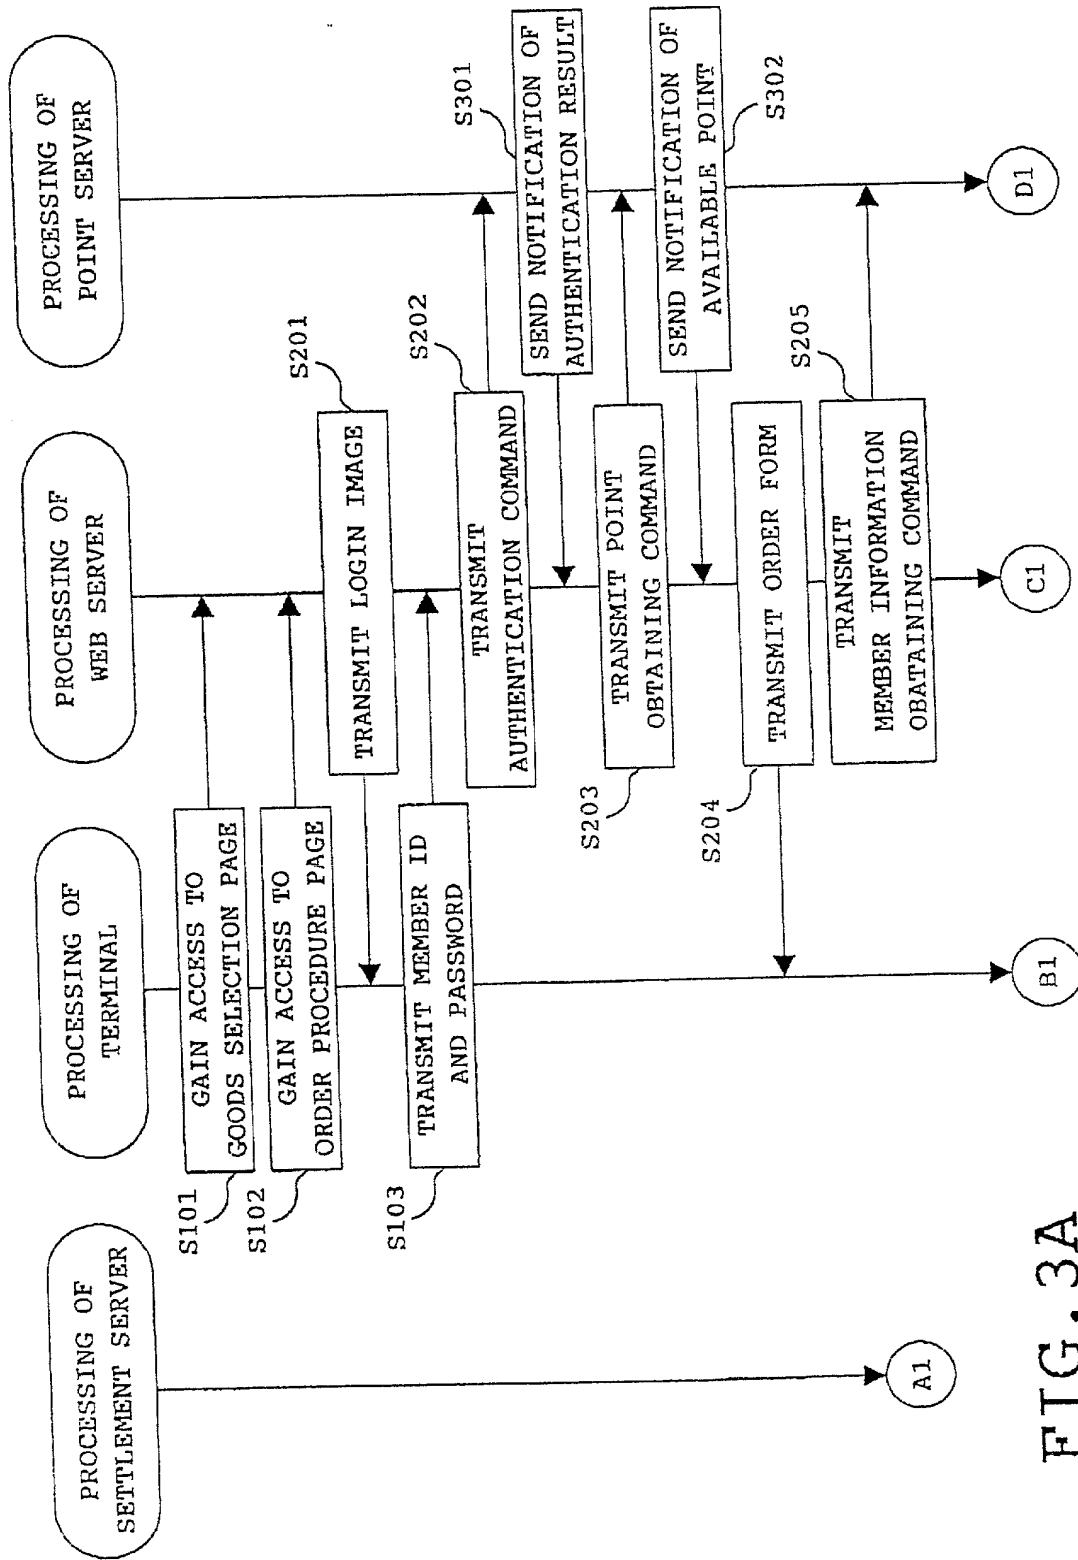 PROCESSING OF
SETTLEMENT SERVER
PROCESSING OF
TERMINAL
PROCESSING OF
WEB SERVER
PROCESSING OF
POINT SERVER
S101
GAIN ACCESS TO
GOODS SELECTION PAGE
S102
GAIN ACCESS TO
ORDER PROCEDURE PAGE
S201
TRANSMIT LOGIN IMAGE
S103
TRANSMIT MEMBER ID
AND PASSWORD
S202
TRANSMIT
AUTHENTICATION COMMAND
S301
SEND NOTIFICATION OF
AUTHENTICATION RESULT
S203
TRANSMIT POINT
OBTAINING COMMAND
S302
SEND NOTIFICATION OF
AVAILABLE POINT
S204
TRANSMIT ORDER FORM
S205
TRANSMIT
MEMBER INFORMATION
OBATAINING COMMAND
A1
B1
C1
D1
FIG.3A